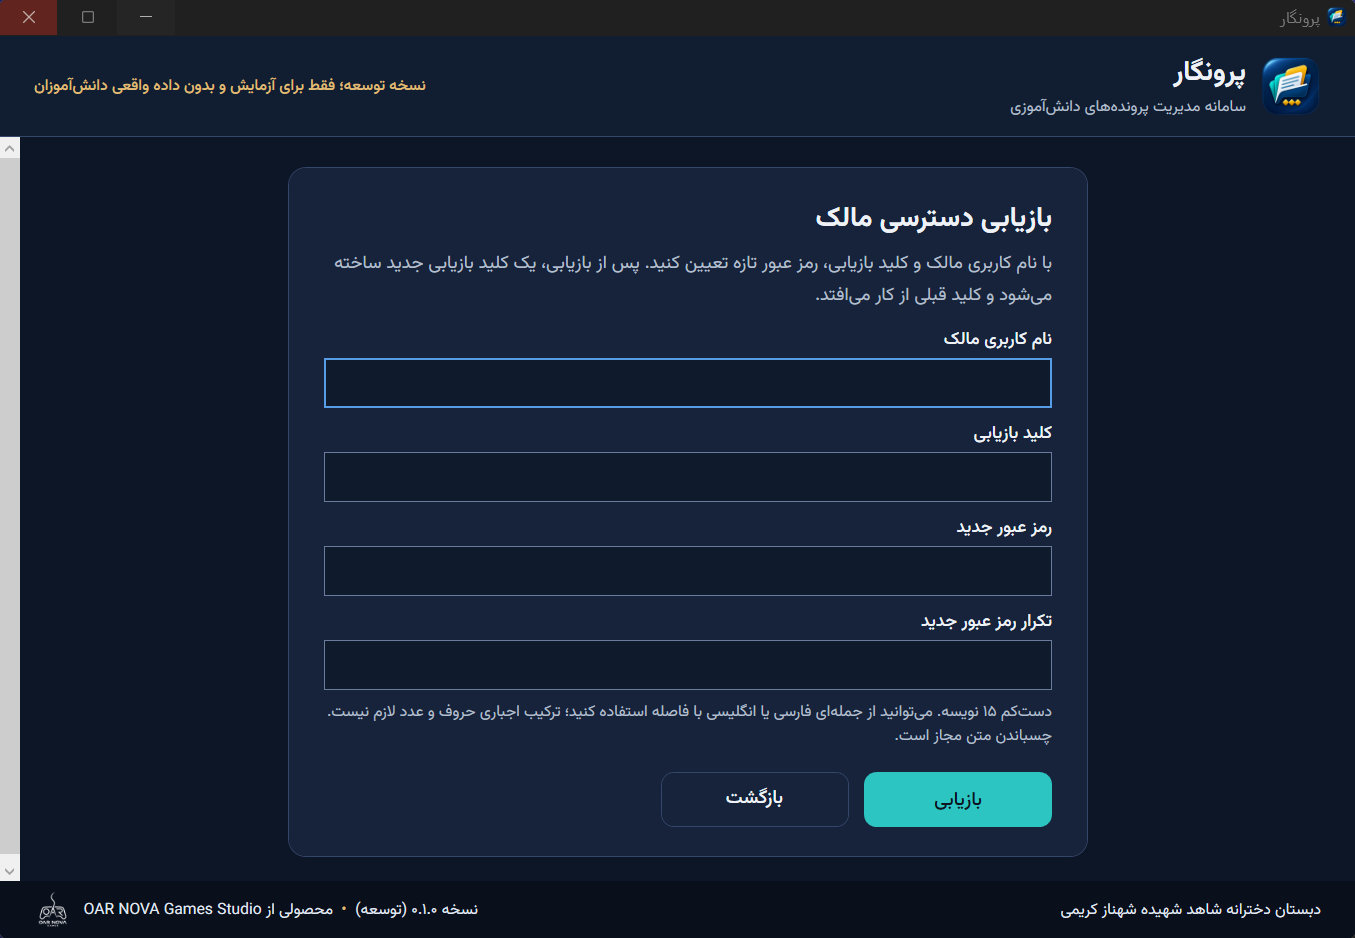 پرونگار
پرونگار
سامانه مدیریت پرونده‌های دانش‌آموزی
نسخه توسعه؛ فقط برای آزمایش و بدون داده واقعی دانش‌آموزان
بازیابی دسترسی مالک
با نام کاربری مالک و کلید بازیابی، رمز عبور تازه تعیین کنید. پس از بازیابی، یک کلید بازیابی جدید ساخته
می‌شود و کلید قبلی از کار می‌افتد.
نام کاربری مالک
کلید بازیابی
رمز عبور جدید
تکرار رمز عبور جدید
دست‌کم ۱۵ نویسه. می‌توانید از جمله‌ای فارسی یا انگلیسی با فاصله استفاده کنید؛ ترکیب اجباری حروف و عدد لازم نیست.
چسباندن متن مجاز است.
بازیابی
بازگشت
دبستان دخترانه شاهد شهیده شهناز کریمی
نسخه ۰.۱.۰ (توسعه) • محصولی از OAR NOVA Games Studio
OAR NOVA
GAMES